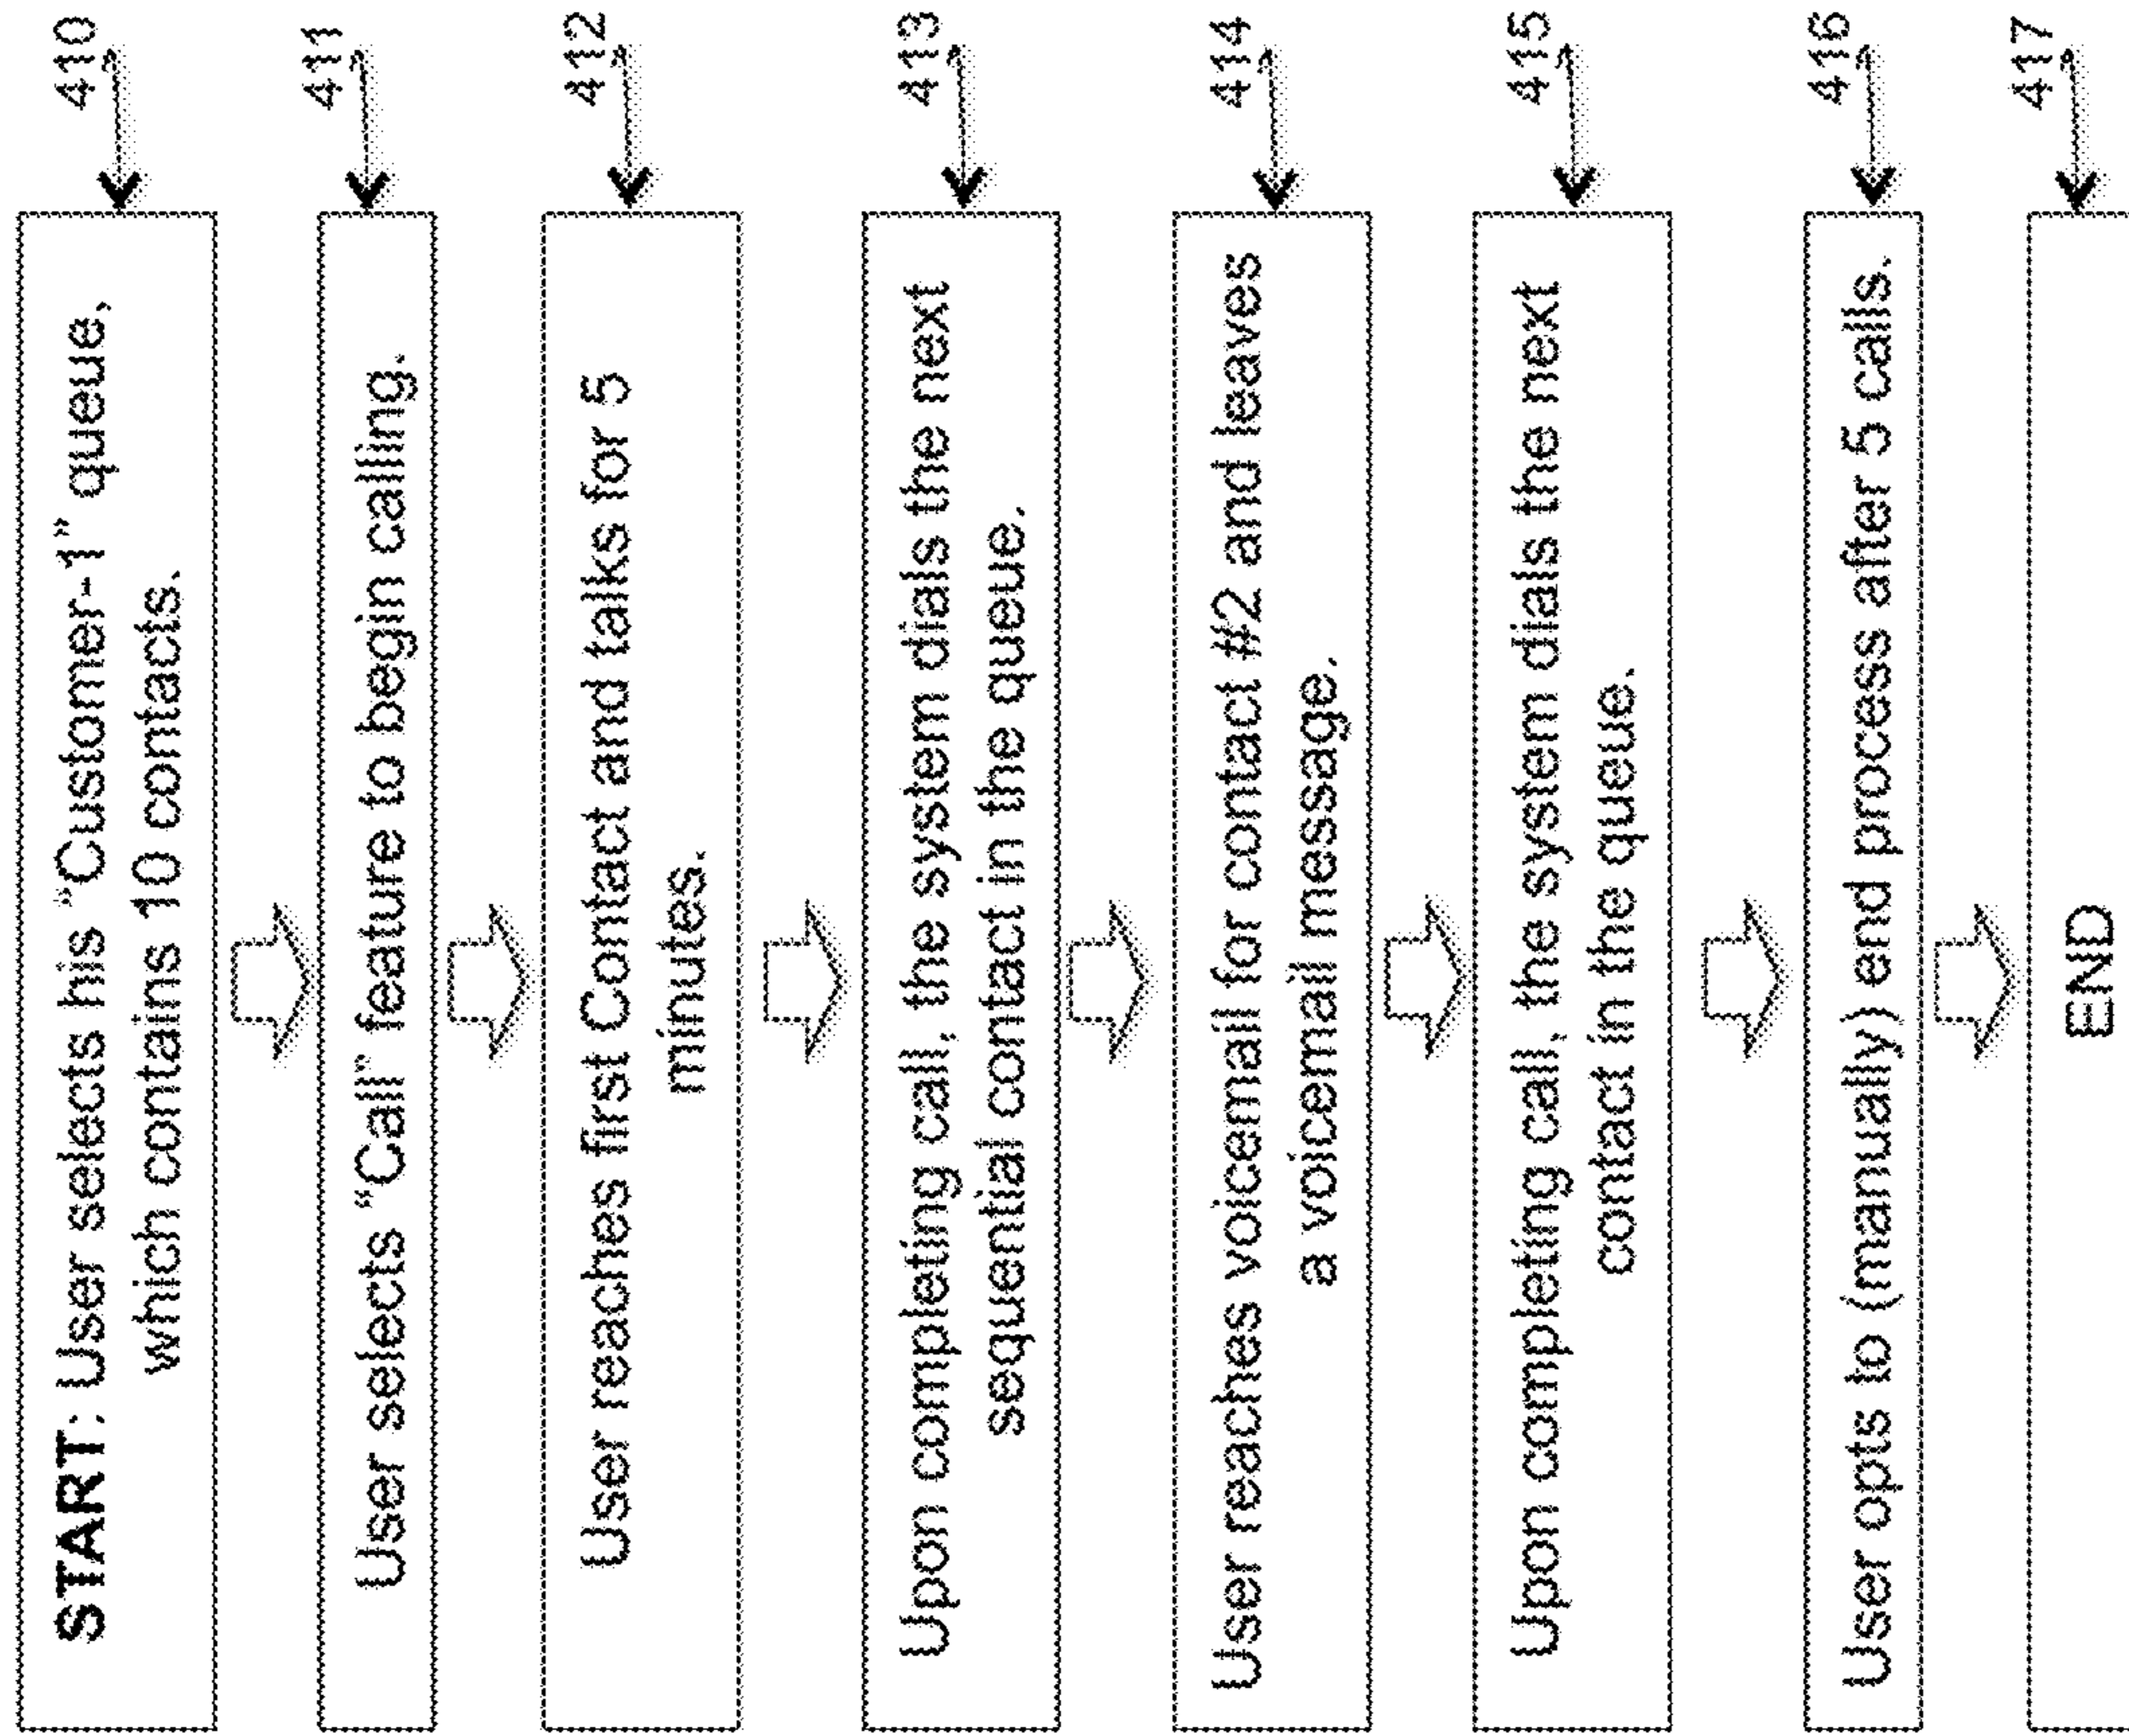 START: User selects his "Customer-1" queue,
which contains 10 contacts.
410
User selects "Call" feature to begin calling.
411
User reaches first Contact and talks for 5
minutes.
412
Upon completing call, the system dials the next
sequential contact in the queue.
413
User reaches voicemail for contact #2 and leaves
a voicemail message.
414
Upon completing call, the system dials the next
contact in the queue.
415
User opts to (manually) end process after 5 calls.
416
END
417